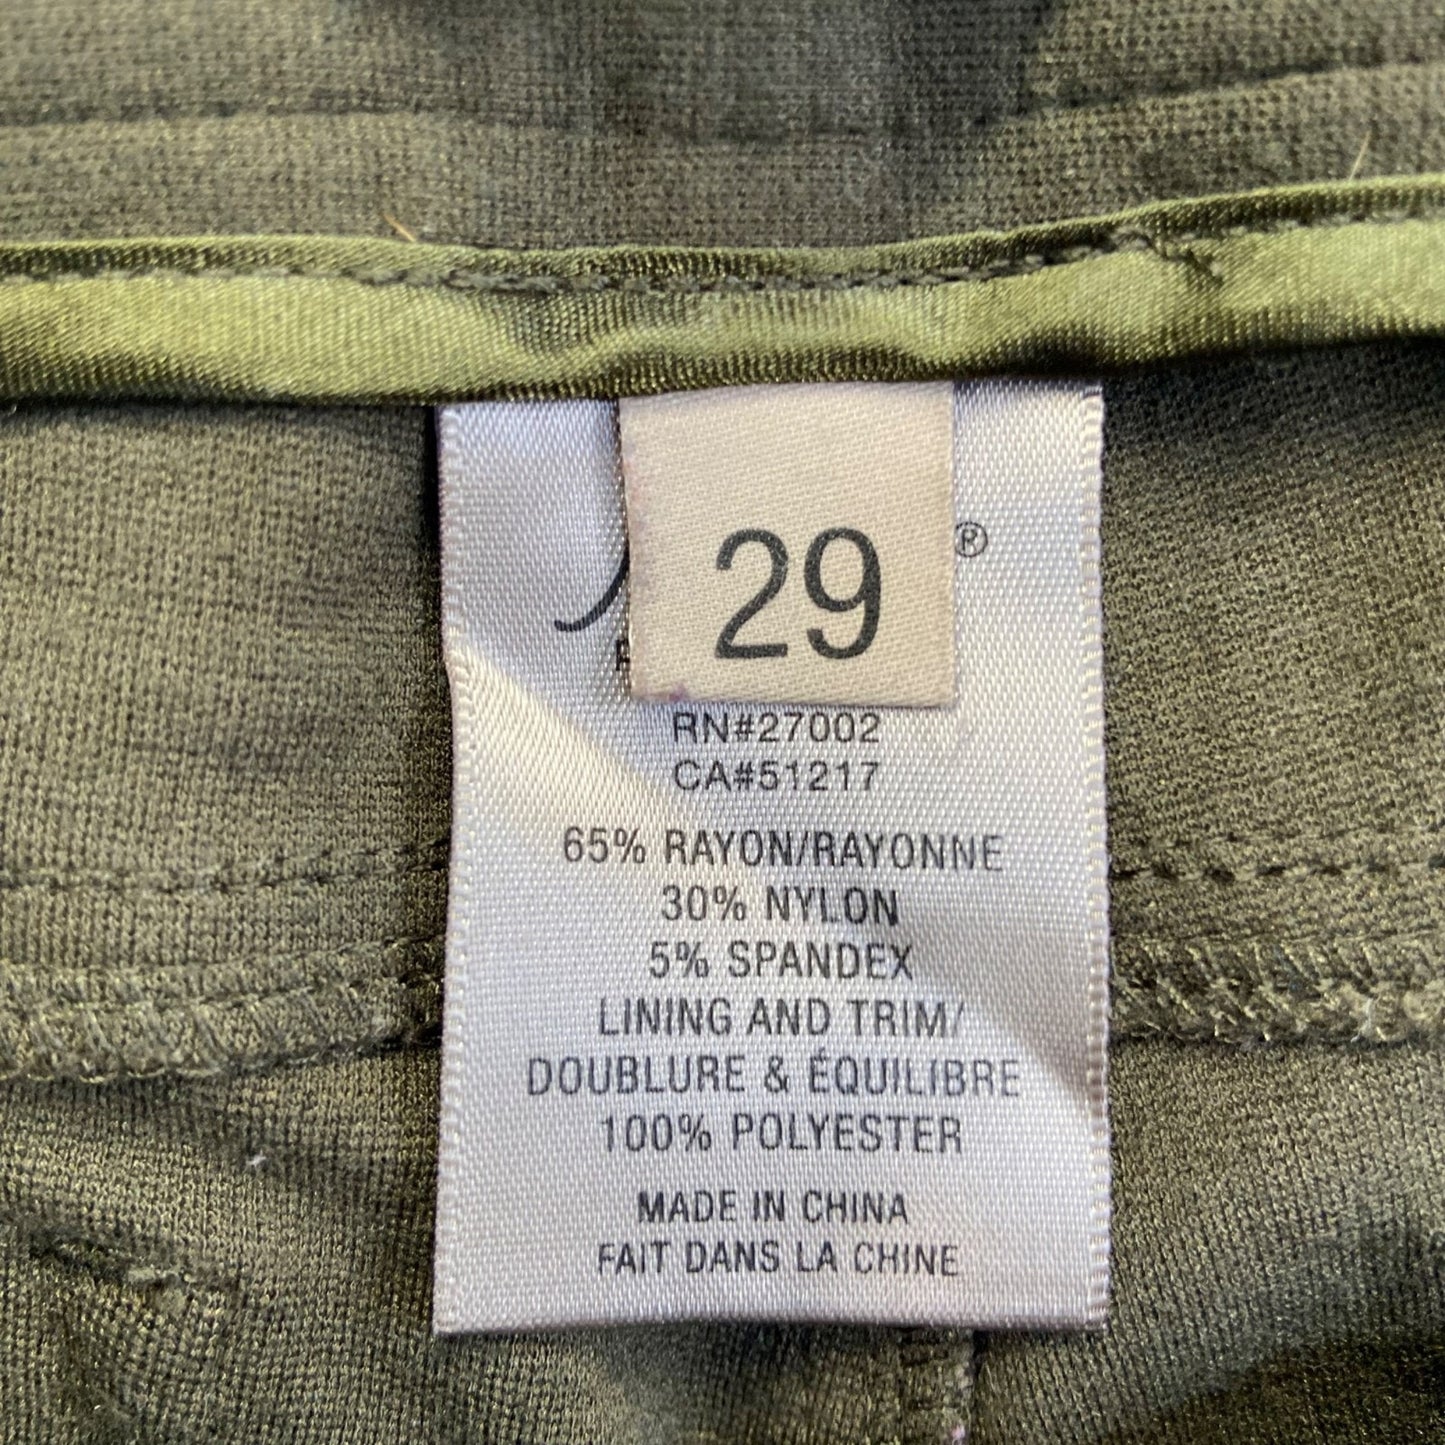 29
®
RN#27002
CA#51217
65% RAYON/RAYONNE
30% NYLON
5% SPANDEX
LINING AND TRIM/
DOUBLURE & ÉQUILIBRE
100% POLYESTER
MADE IN CHINA
FAIT DANS LA CHINE